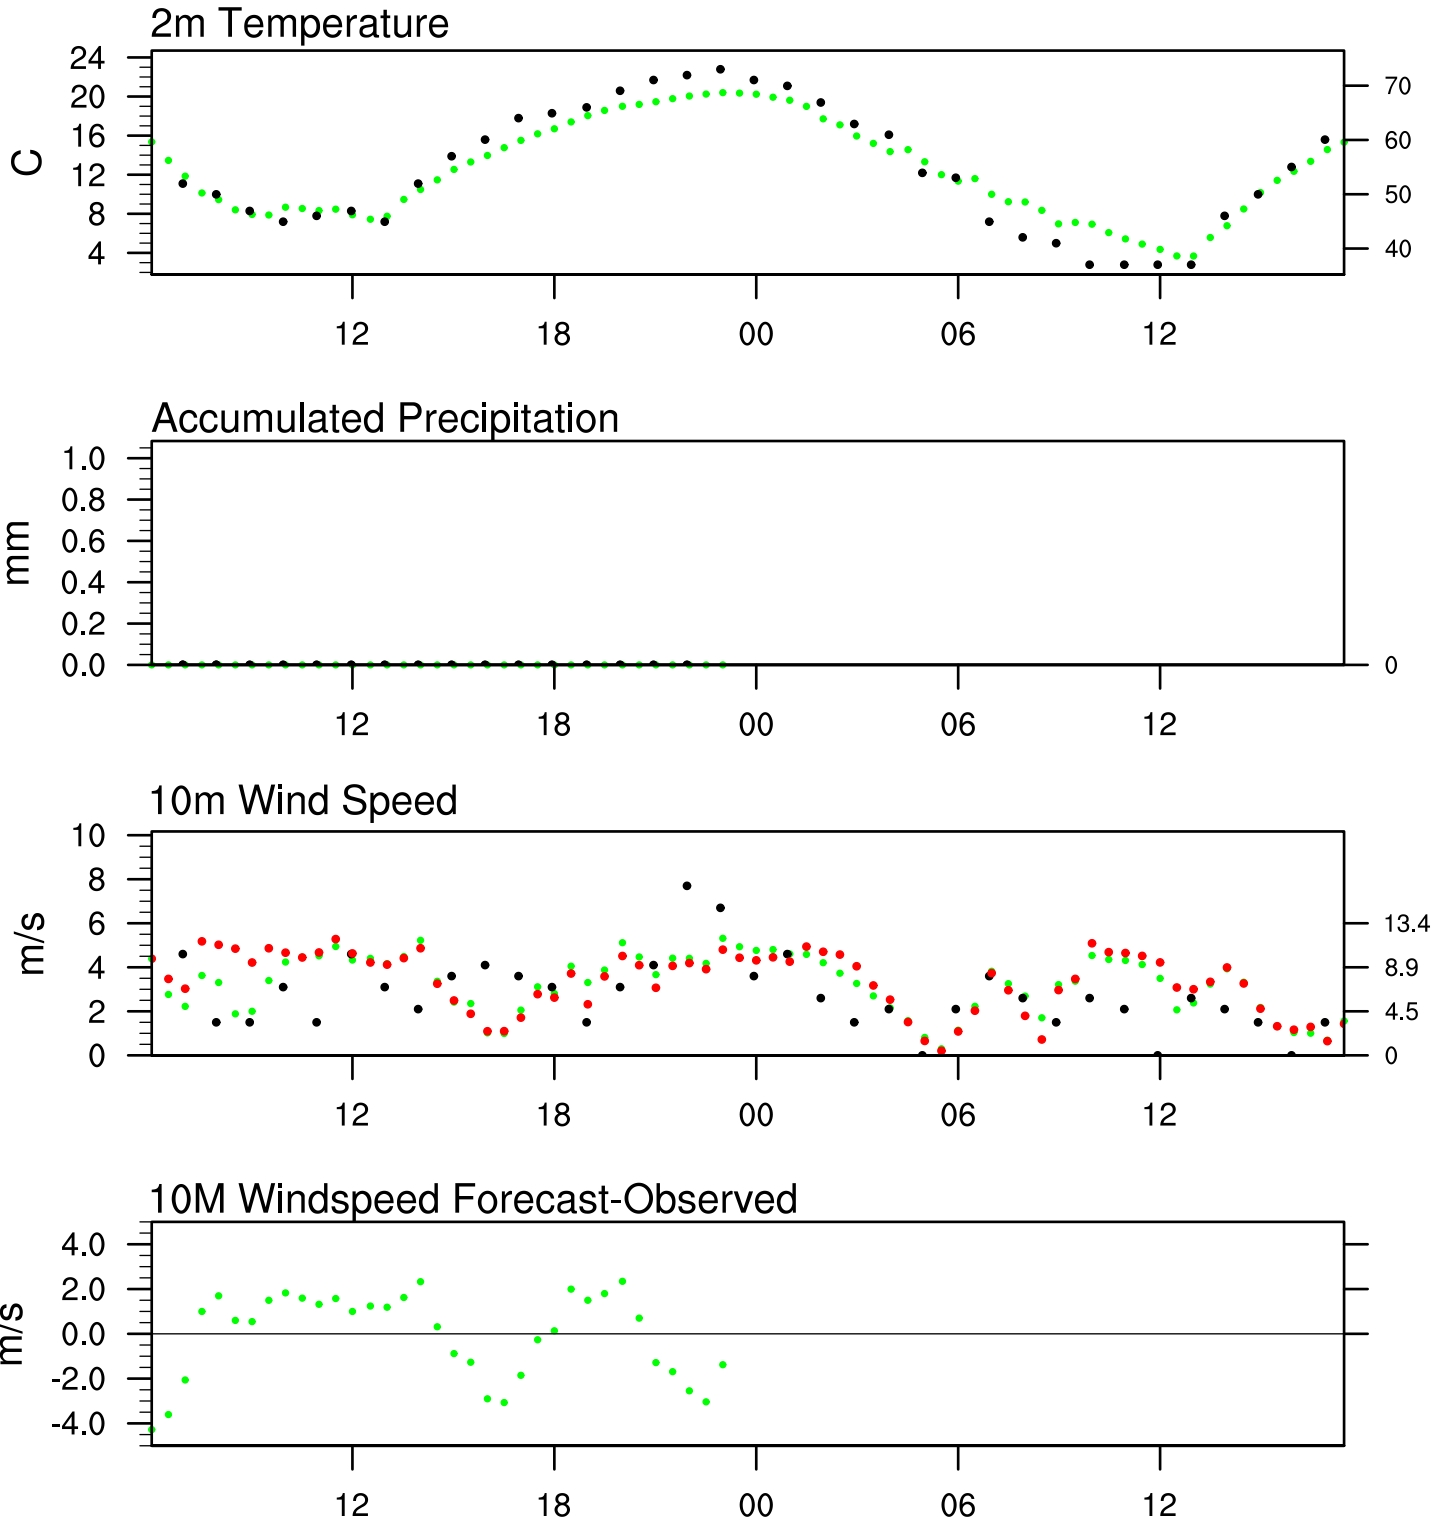 2m Temperature
24
20
16
12
8
4
C
70
60
50
40
12 18 00 06 12
Accumulated Precipitation
1.0
0.8
0.6
0.4
0.2
0.0
mm
0
12 18 00 06 12
10m Wind Speed
10
8
6
4
2
0
m/s
13.4
8.9
4.5
0
12 18 00 06 12
10M Windspeed Forecast-Observed
4.0
2.0
0.0
-2.0
-4.0
m/s
12 18 00 06 12